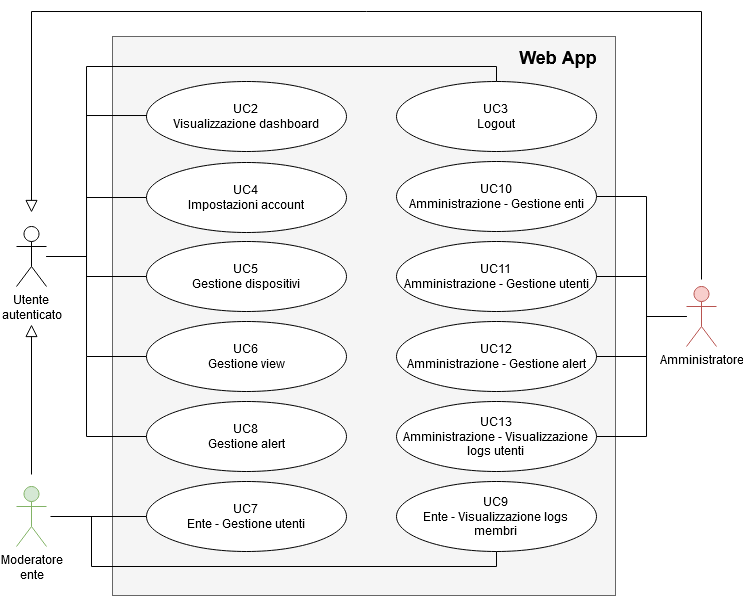 Web App
UC2
Visualizzazione dashboard
UC3
Logout
UC4
Impostazioni account
UC10
Amministrazione - Gestione enti
UC5
Gestione dispositivi
UC11
Amministrazione - Gestione utenti
Utente
autenticato
UC6
Gestione view
UC12
Amministrazione - Gestione alert
Amministratore
UC8
Gestione alert
UC13
Amministrazione - Visualizzazione
logs utenti
UC7
Ente - Gestione utenti
UC9
Ente - Visualizzazione logs
membri
Moderatore
ente